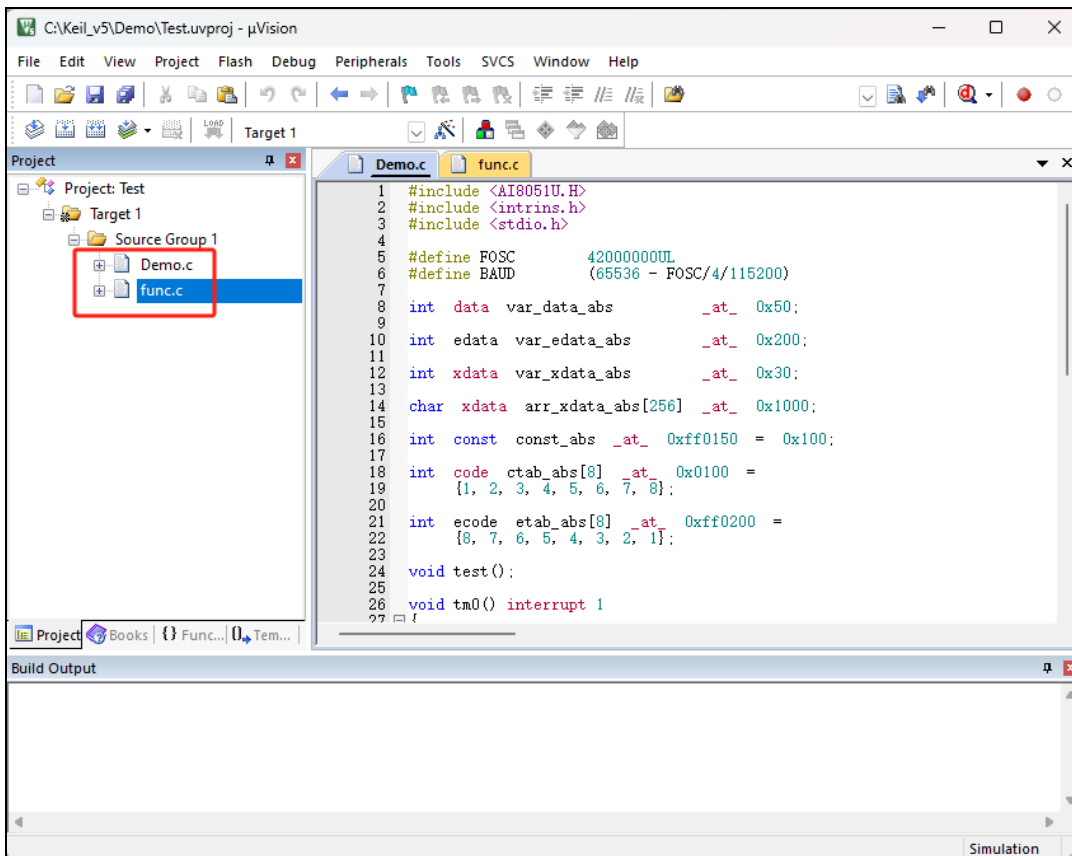 C:\Keil_v5\Demo\Test.uvproj - µVision
File Edit View Project Flash Debug Peripherals Tools SVCS Window Help
LOAD Target 1
Project
Project: Test
Target 1
Source Group 1
Demo.c
func.c
Project Books {} Func... Tem...
Demo.c func.c
1 #include <AI8051U.H>
2 #include <intrins.h>
3 #include <stdio.h>
4
5 #define FOSC 42000000UL
6 #define BAUD (65536 - FOSC/4/115200)
7
8 int data var_data_abs _at_ 0x50;
9
10 int edata var_edata_abs _at_ 0x200;
11
12 int xdata var_xdata_abs _at_ 0x30;
13
14 char xdata arr_xdata_abs[256] _at_ 0x1000;
15
16 int const const_abs _at_ 0xff0150 = 0x100;
17
18 int code ctab_abs[8] _at_ 0x0100 =
19 {1, 2, 3, 4, 5, 6, 7, 8};
20
21 int ecode etab_abs[8] _at_ 0xff0200 =
22 {8, 7, 6, 5, 4, 3, 2, 1};
23
24 void test();
25
26 void tm0() interrupt 1
27 {
Build Output
Simulation